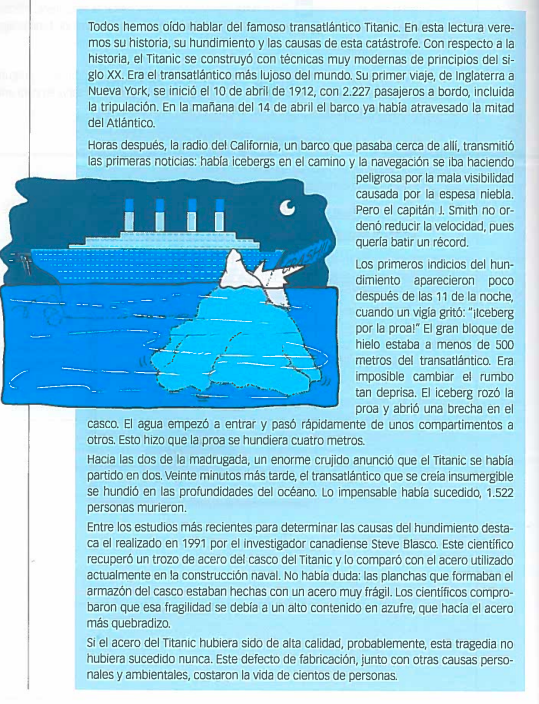 Todos hemos oído hablar del famoso transatlántico Titanic. En esta lectura vere-
mos su historia, su hundimiento y las causas de esta catástrofe. Con respecto a la
historia, el Titanic se construyó con técnicas muy modernas de principios del si-
glo XX. Era el transatlántico más lujoso del mundo. Su primer viaje, de Inglaterra a
Nueva York, se inició el 10 de abril de 1912, con 2.227 pasajeros a bordo, incluida
la tripulación. En la mañana del 14 de abril el barco ya había atravesado la mitad
del Atlántico.
Horas después, la radio del California, un barco que pasaba cerca de allí, transmitió
las primeras noticias: había icebergs en el camino y la navegación se iba haciendo
peligrosa por la mala visibilidad
causada por la espesa niebla.
Pero el capitán J. Smith no or-
denó reducir la velocidad, pues
quería batir un récord.
Los primeros indicios del hun-
dimiento aparecieron poco
después de las 11 de la noche,
cuando un vigía gritó: "¡Iceberg
por la proa!" El gran bloque de
hielo estaba a menos de 500
metros del transatlántico. Era
imposible cambiar el rumbo
tan deprisa. El iceberg rozó la
proa y abrió una brecha en el
casco. El agua empezó a entrar y pasó rápidamente de unos compartimentos a
otros. Esto hizo que la proa se hundiera cuatro metros.
Hacia las dos de la madrugada, un enorme crujido anunció que el Titanic se había
partido en dos. Veinte minutos más tarde, el transatlántico que se creía insumergible
se hundió en las profundidades del océano. Lo impensable había sucedido, 1.522
personas murieron.
Entre los estudios más recientes para determinar las causas del hundimiento desta-
ca el realizado en 1991 por el investigador canadiense Steve Blasco. Este científico
recuperó un trozo de acero del casco del Titanic y lo comparó con el acero utilizado
actualmente en la construcción naval. No había duda: las planchas que formaban el
armazón del casco estaban hechas con un acero muy frágil. Los científicos compro-
baron que esa fragilidad se debía a un alto contenido en azufre, que hacía el acero
más quebradizo.
Si el acero del Titanic hubiera sido de alta calidad, probablemente, esta tragedia no
hubiera sucedido nunca. Este defecto de fabricación, junto con otras causas perso-
nales y ambientales, costaron la vida de cientos de personas.